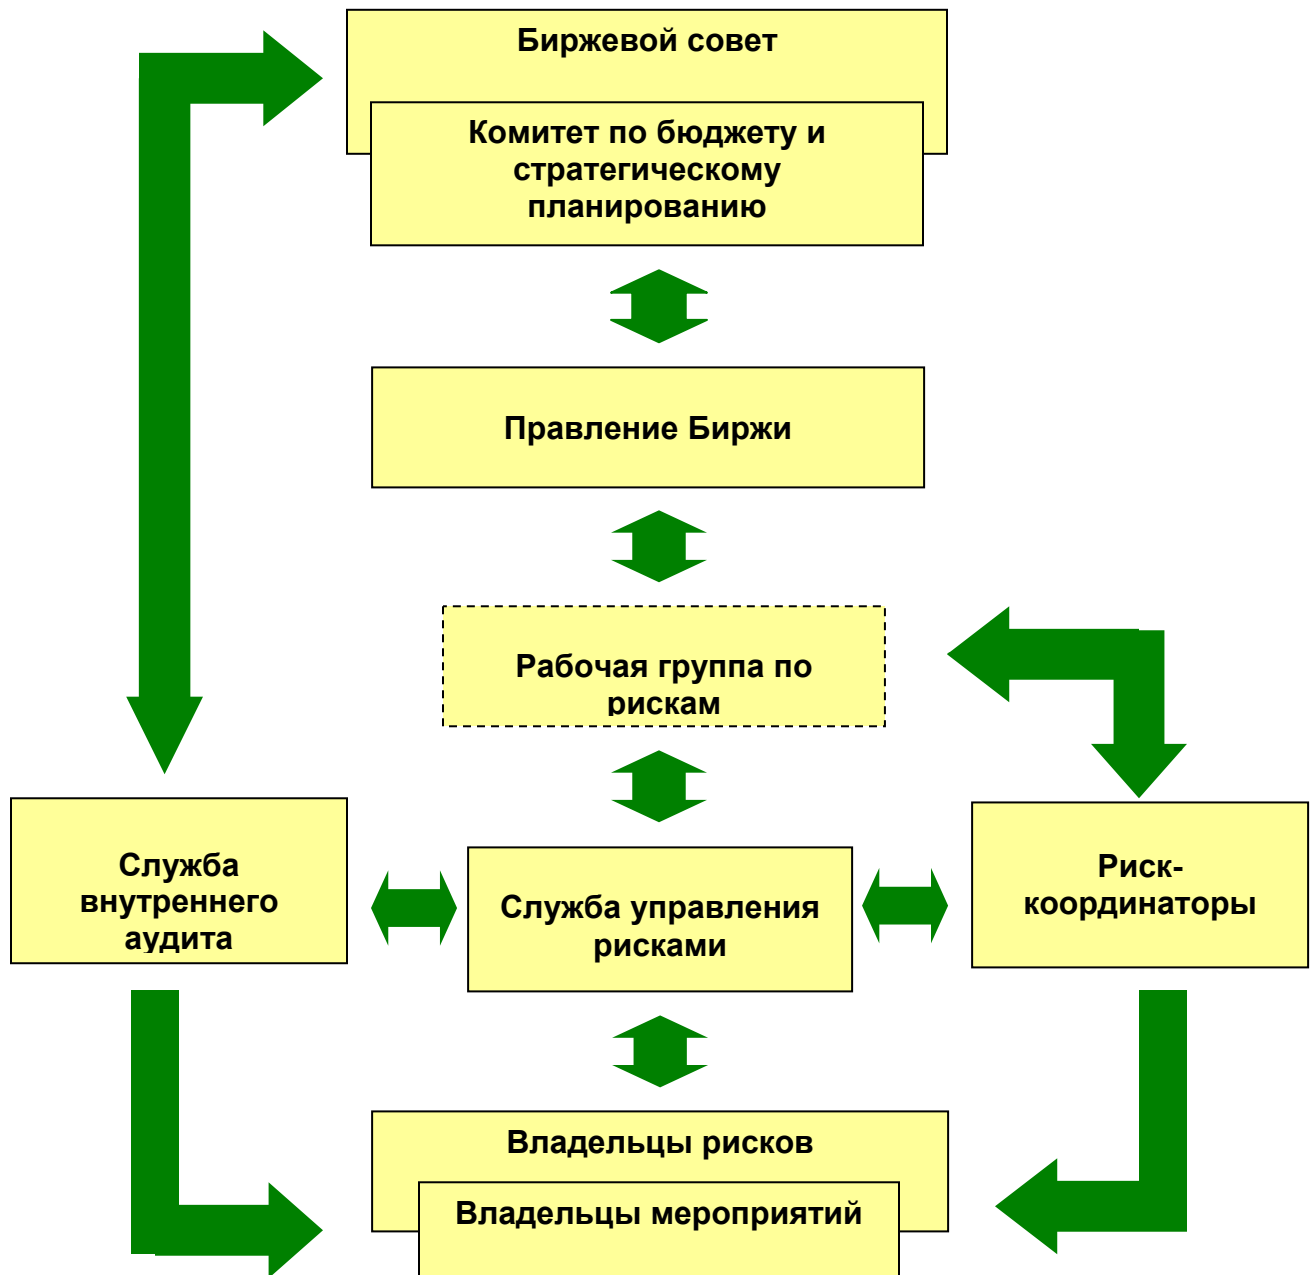 Биржевой совет
Комитет по бюджету и
стратегическому
планированию
Правление Биржи
Рабочая группа по
рискам
Служба
внутреннего
аудита
Служба управления
рисками
Риск-
координаторы
Владельцы рисков
Владельцы мероприятий